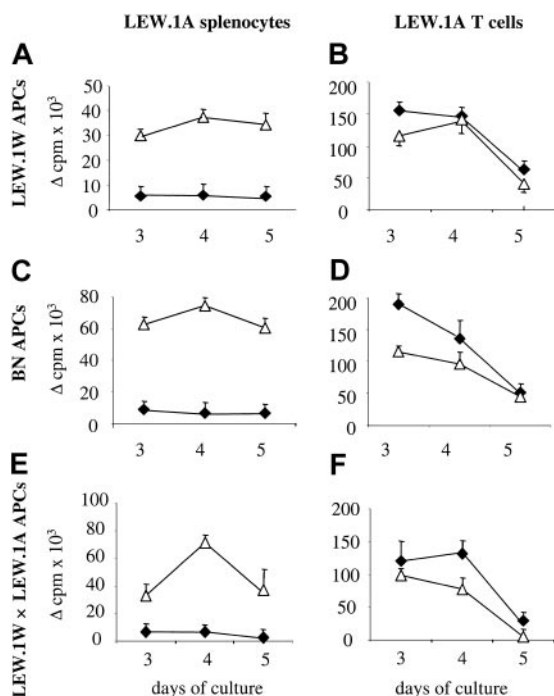 LEW.1A splenocytes
LEW.1A T cells
A
LEW.1W APCs
Δ cpm x 10³
50
40
30
20
10
0
3 4 5
B
200
150
100
50
0
3 4 5
C
BN APCs
Δ cpm x 10³
80
60
40
20
0
3 4 5
D
200
150
100
50
0
3 4 5
E
LEW.1W × LEW.1A APCs
Δ cpm x 10³
100
80
60
40
20
0
3 4 5
days of culture
F
200
150
100
50
0
3 4 5
days of culture